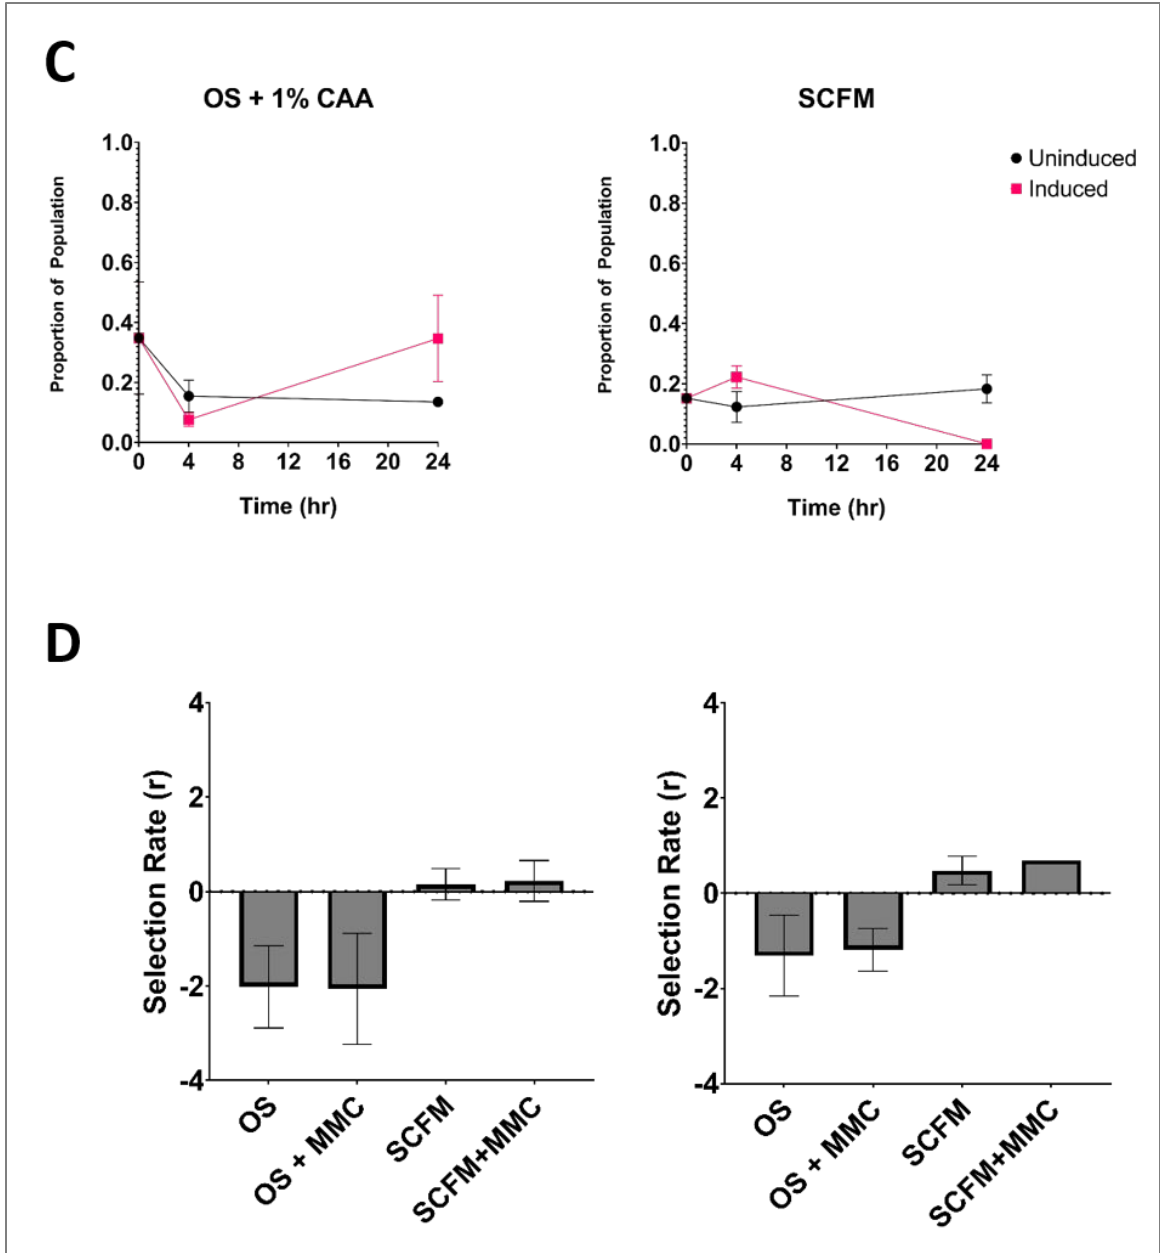 C
OS + 1% CAA
Proportion of Population
1.0
0.8
0.6
0.4
0.2
0.0
0 4 8 12 16 20 24
Time (hr)
SCFM
Proportion of Population
1.0
0.8
0.6
0.4
0.2
0.0
0 4 8 12 16 20 24
Time (hr)
Uninduced
Induced
D
Selection Rate (r)
4
2
0
-2
-4
OS
OS + MMC
SCFM
SCFM+MMC
Selection Rate (r)
4
2
0
-2
-4
OS
OS + MMC
SCFM
SCFM+MMC